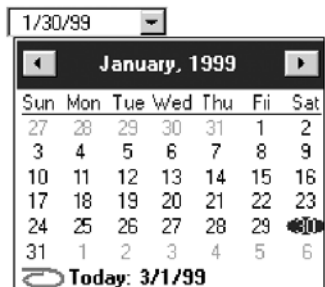 1/30/99
January, 1999
Sun Mon Tue Wed Thu Fii Sat
27 28 29 30 31 1 2
3 4 5 6 7 8 9
10 11 12 13 14 15 16
17 18 19 20 21 22 23
24 25 26 27 28 29 30
31 1 2 3 4 5 6
Today: 3/1/99